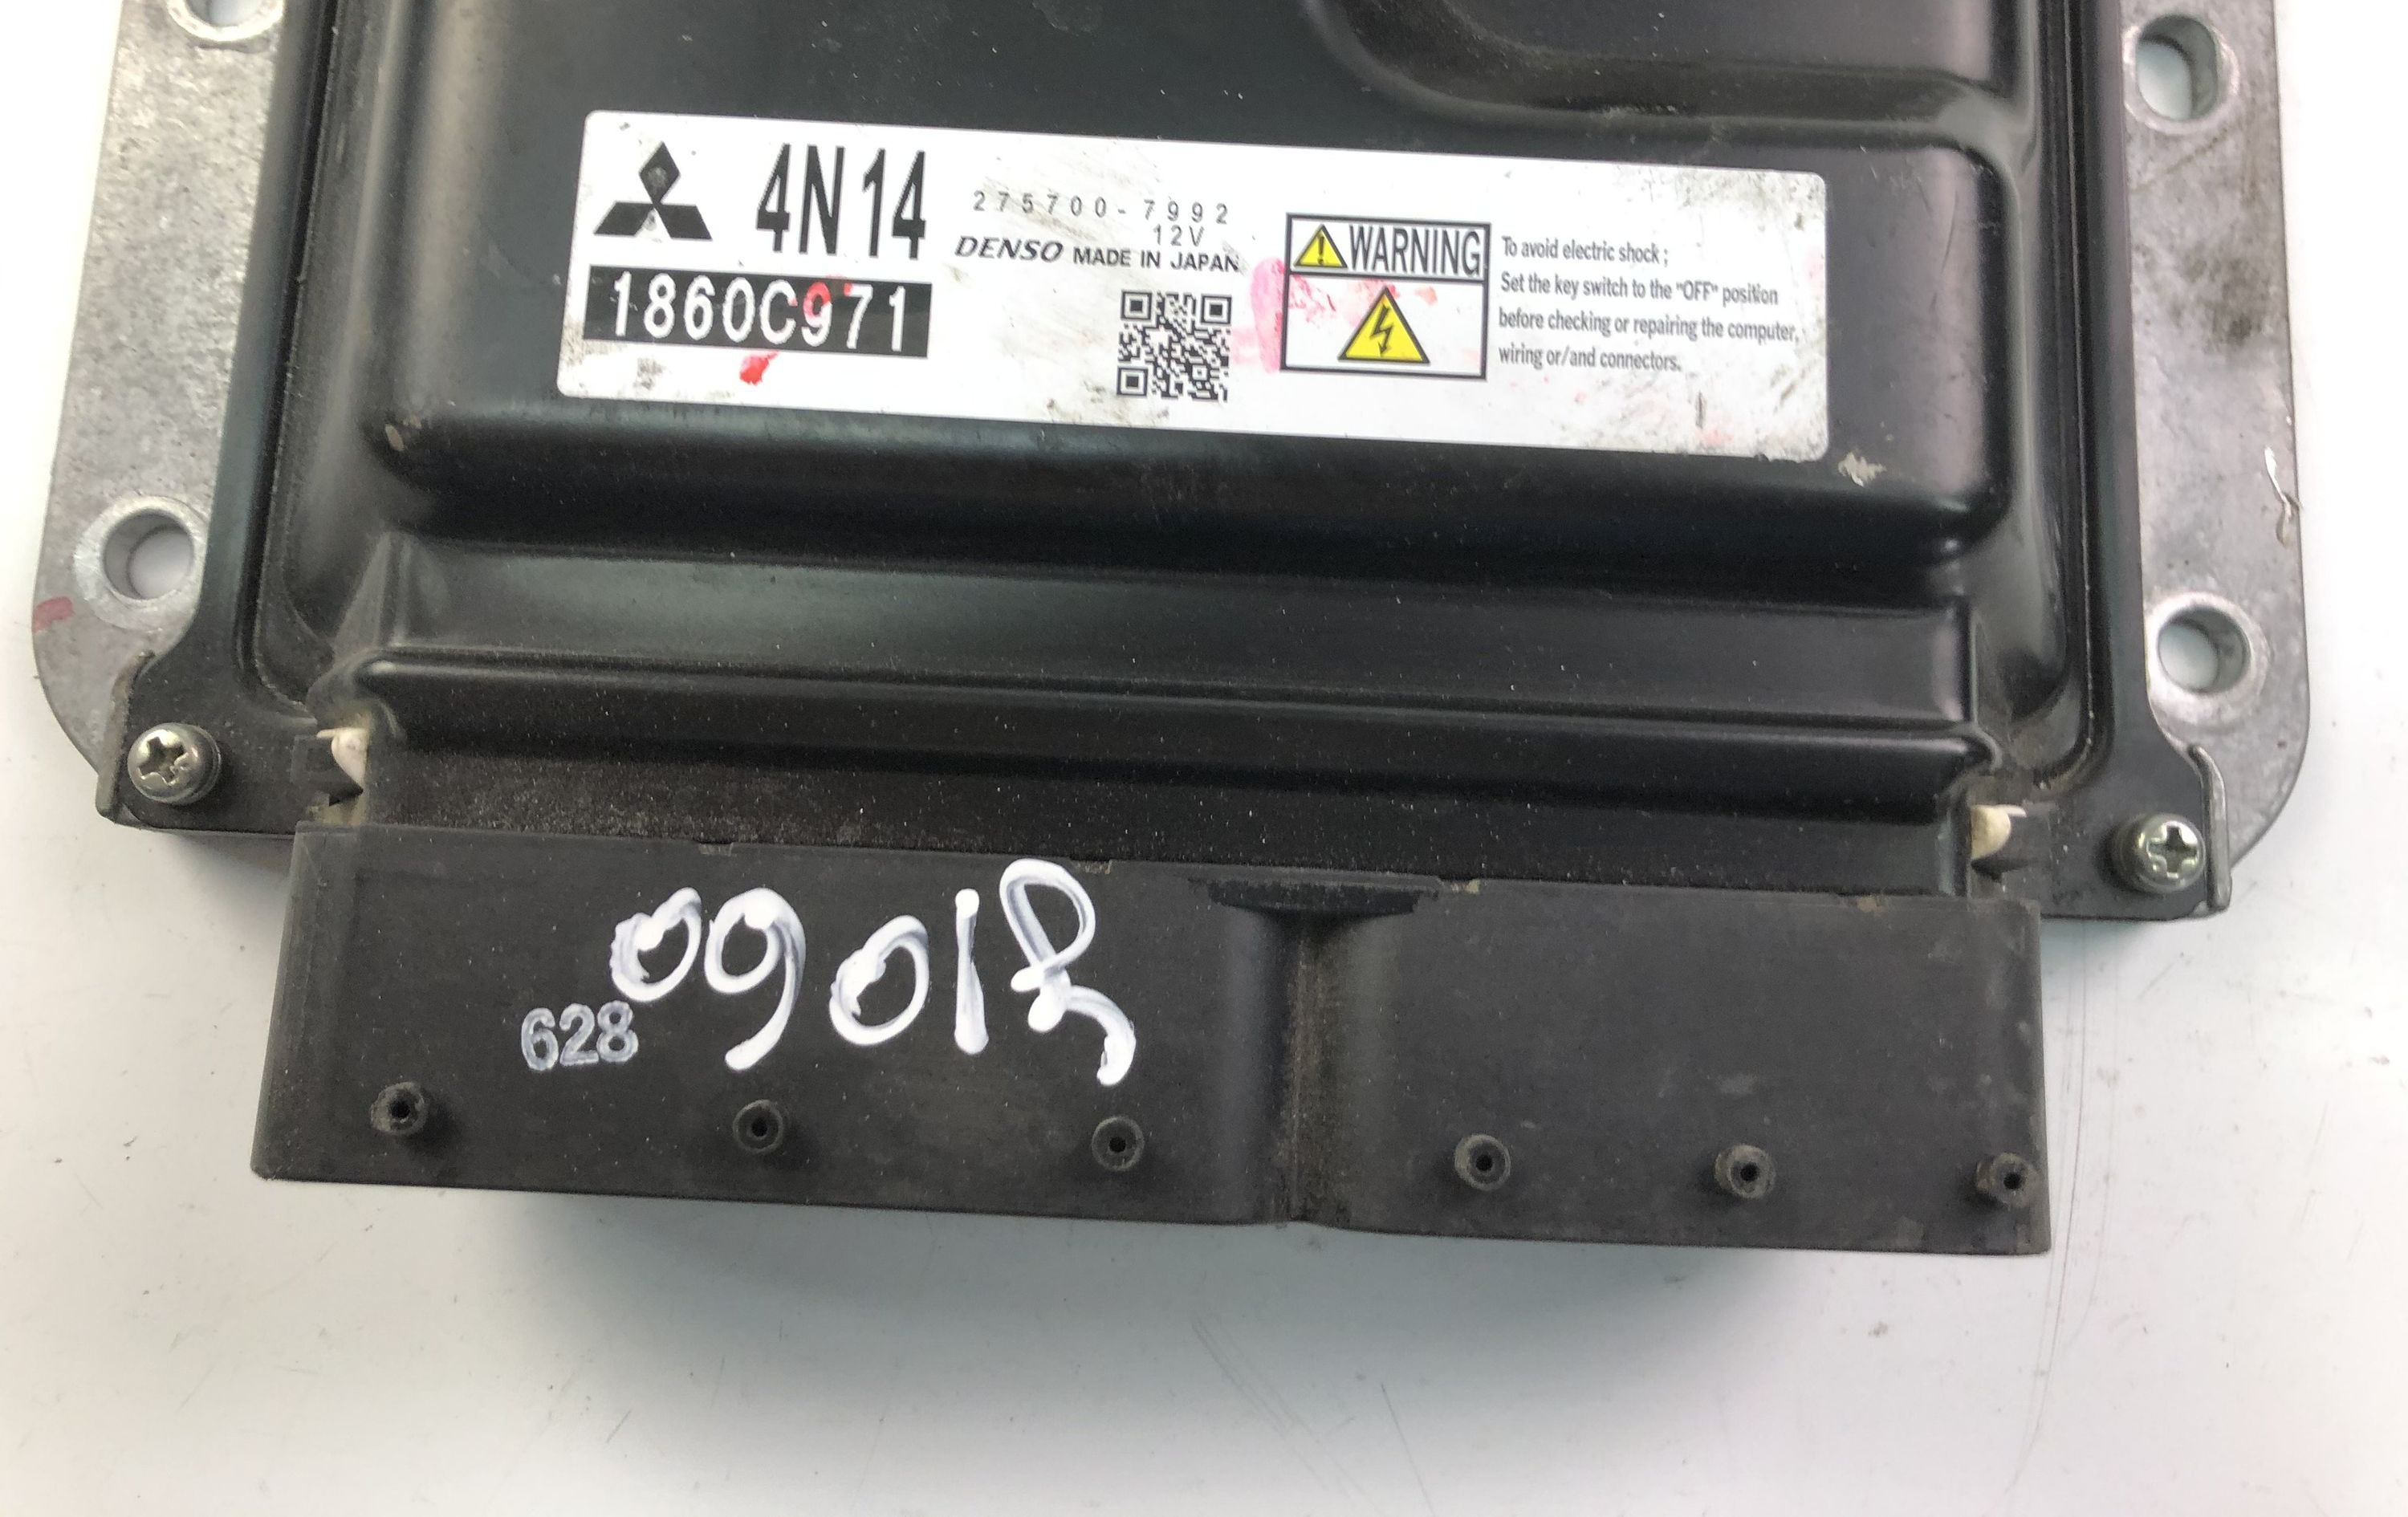 4N14
275700-7992
12V
DENSO MADE IN JAPAN
1860C971
WARNING
To avoid electric shock ;
Set the key switch to the "OFF" position
before checking or repairing the computer,
wiring or/and connectors.
628